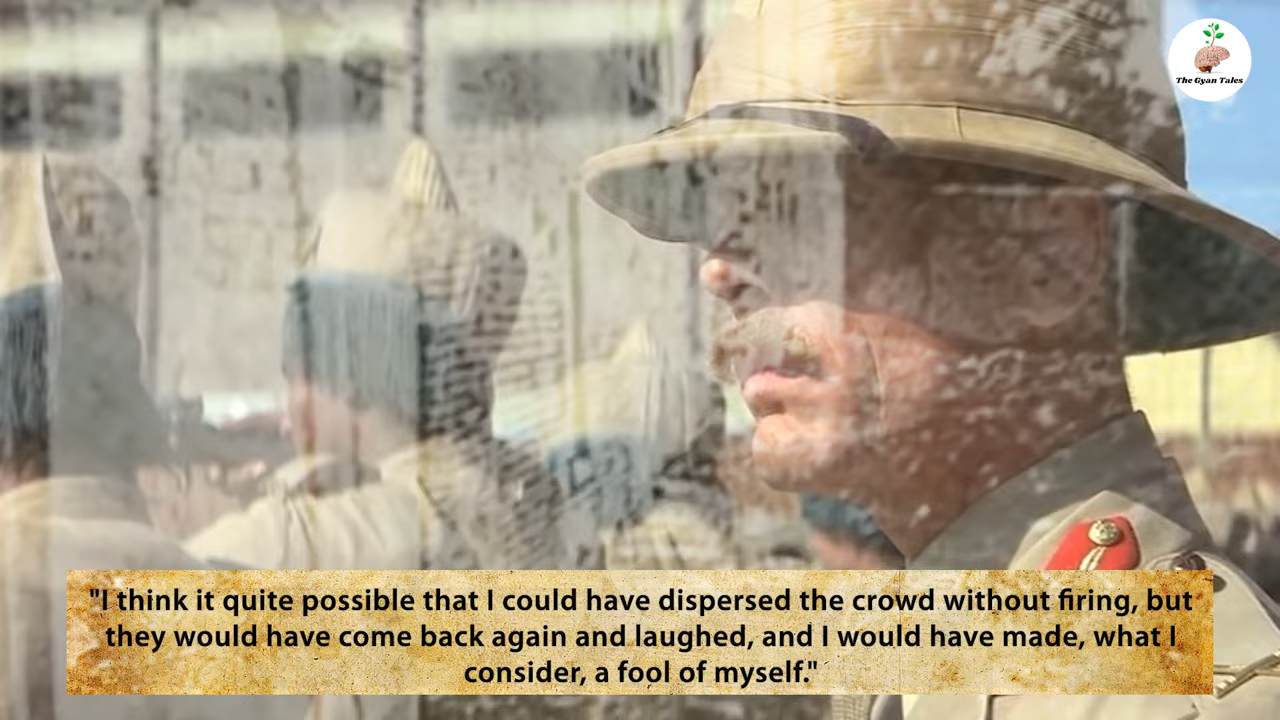 The Gyan Tales
"I think it quite possible that I could have dispersed the crowd without firing, but
they would have come back again and laughed, and I would have made, what I
consider, a fool of myself."